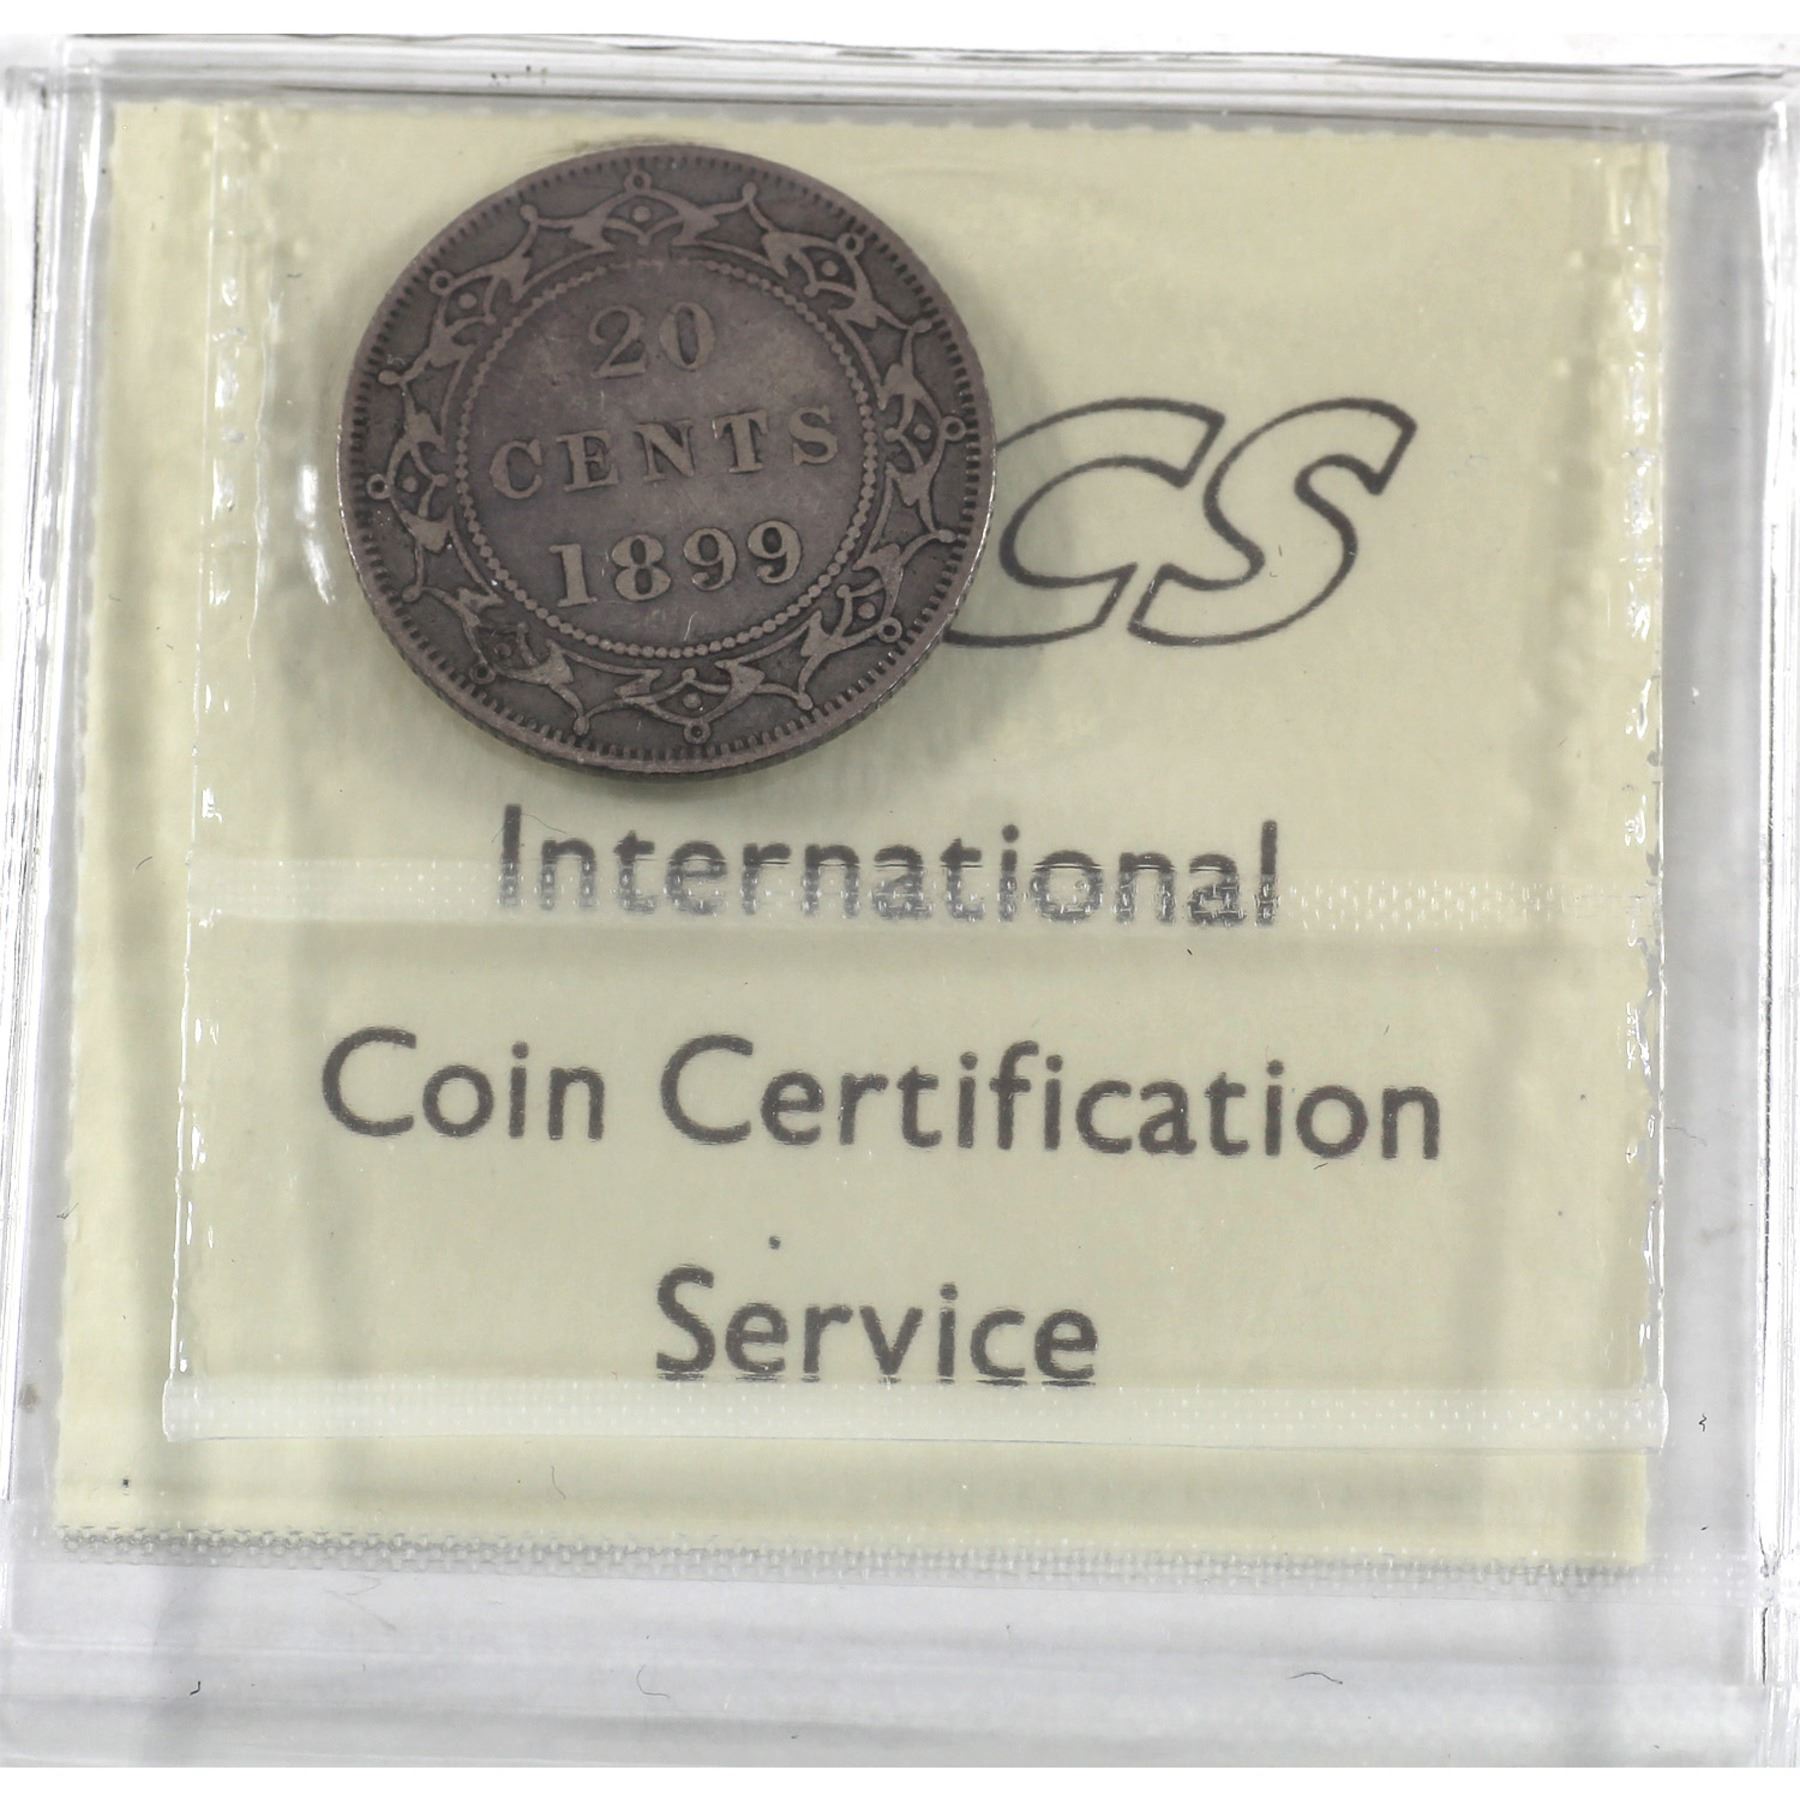 20
CENTS
1899
CS
International
Coin Certification
Service